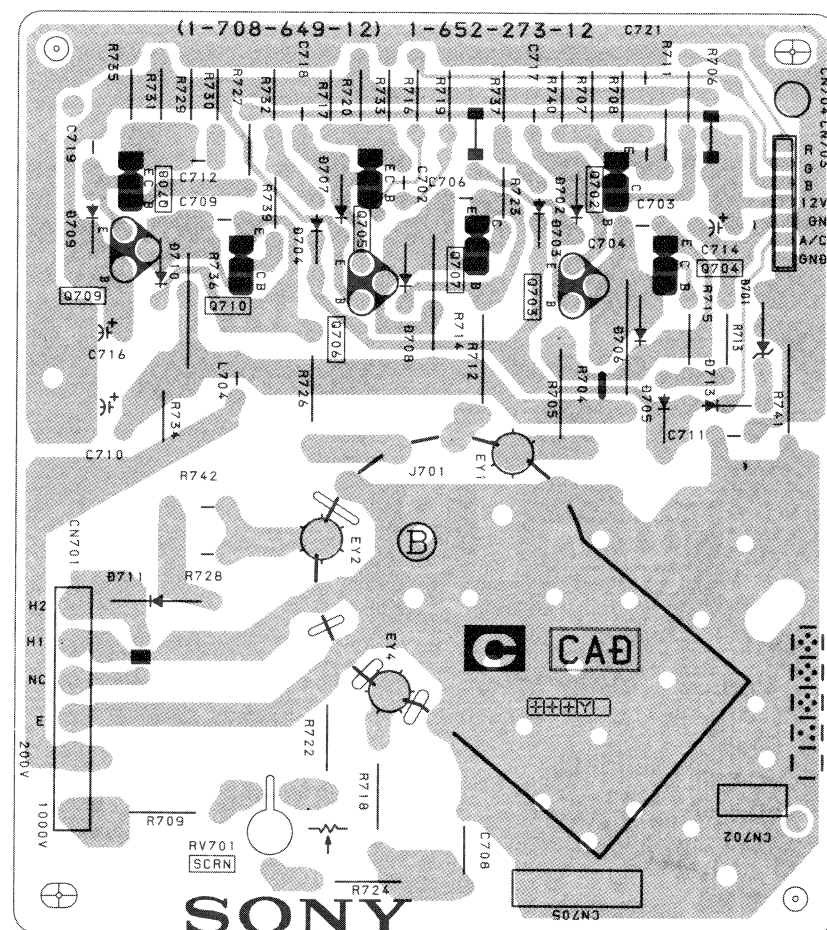 (1-708-649-12) 1-652-273-12
C721
R735
R731
R729
R730
R727
R732
C718
R717
R720
R733
R716
R719
R737
C717
R740
R707
R708
R711
R706
CN703
C719
E
C
B
Q708
C712
C709
R739
D707
E
C
B
C702
C706
R723
D702
Q702
E
C
B
C703
R
G
B
12V
GN
A/C
GND
D709
E
B
Q709
D710
R736
E
C
B
Q710
D704
Q705
E
B
Q706
D708
E
C
B
Q707
R714
R712
D703
E
B
Q703
C704
D706
E
C
B
C714
Q704
R715
D701
R713
C716
L704
R726
R705
R704
D705
D713
C711
R741
R734
C710
R742
J701
EY1
CN701
EY2
B
D711
R728
H2
H1
NC
E
200V
1000V
EY4
C
CAD
Y
R722
R718
R709
RV701
SCRN
C708
R724
CN702
CN705
SONY